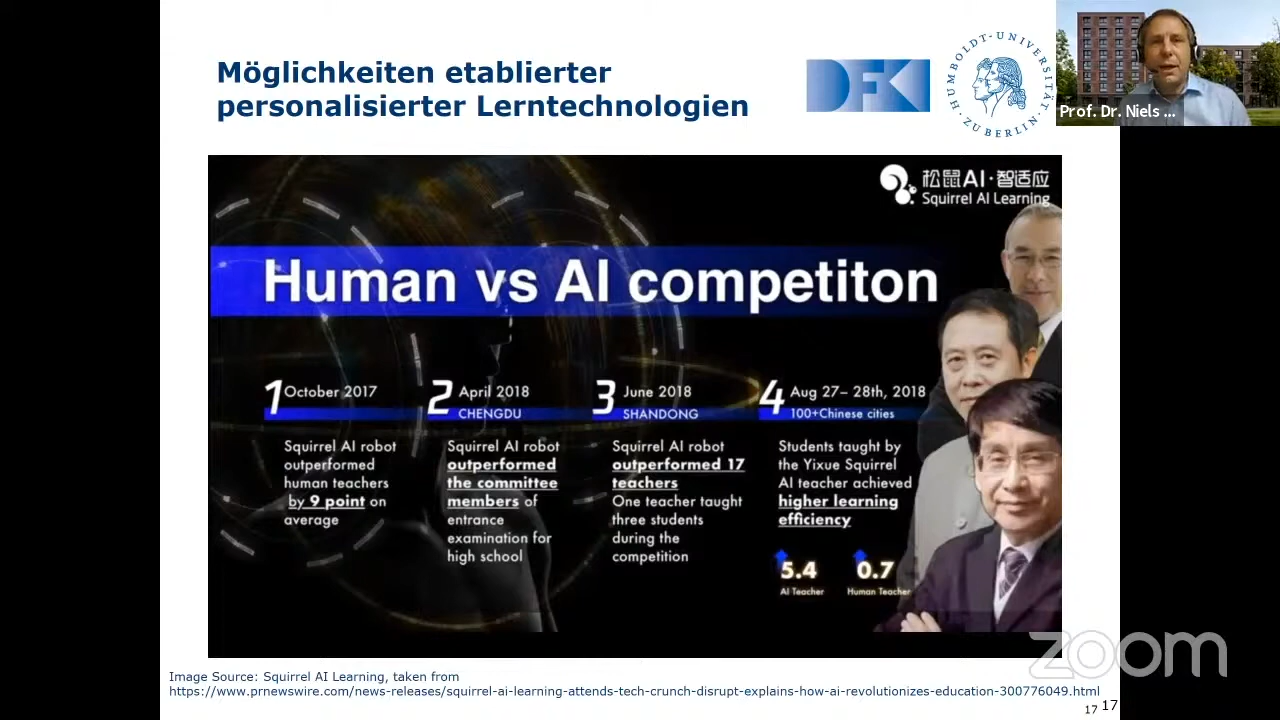 Möglichkeiten etablierter
personalisierter Lerntechnologien
DFKI
HUMBOLDT-UNIVERSITÄT
ZU BERLIN
Prof. Dr. Niels ...
松鼠AI·智适应
Squirrel AI Learning
Human vs AI competiton
1 October 2017
Squirrel AI robot
outperformed
human teachers
by 9 point on
average
2 April 2018
CHENGDU
Squirrel AI robot
outperformed
the committee
members of
entrance
examination for
high school
3 June 2018
SHANDONG
Squirrel AI robot
outperformed 17
teachers
One teacher taught
three students
during the
competition
4 Aug 27– 28th, 2018
100+Chinese cities
Students taught by
the Yixue Squirrel
AI teacher achieved
higher learning
efficiency
5.4
AI Teacher
0.7
Human Teacher
zoom
Image Source: Squirrel AI Learning, taken from
https://www.prnewswire.com/news-releases/squirrel-ai-learning-attends-tech-crunch-disrupt-explains-how-ai-revolutionizes-education-300776049.html
17 17